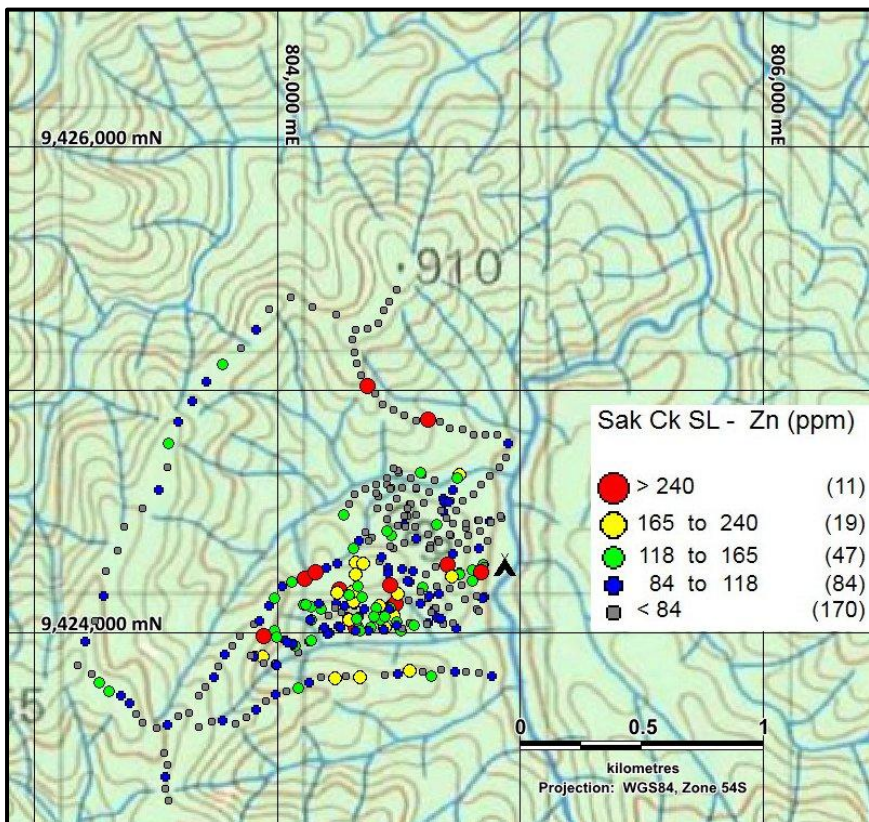 804,000 mE
806,000 mE
9,426,000 mN
910
Sak Ck SL - Zn (ppm)
> 240 (11)
165 to 240 (19)
118 to 165 (47)
84 to 118 (84)
< 84 (170)
9,424,000 mN
0 0.5 1
kilometres
Projection: WGS84, Zone 54S